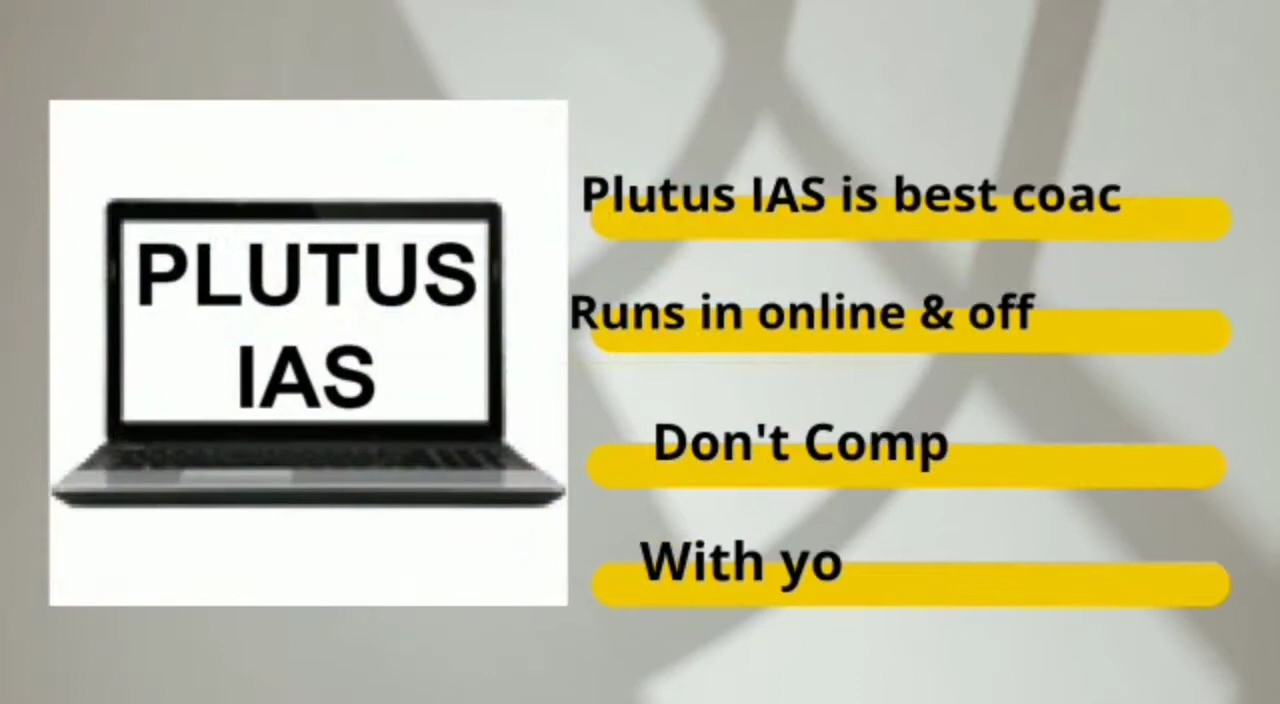 PLUTUS
IAS
Plutus IAS is best coac
Runs in online & off
Don't Comp
With yo